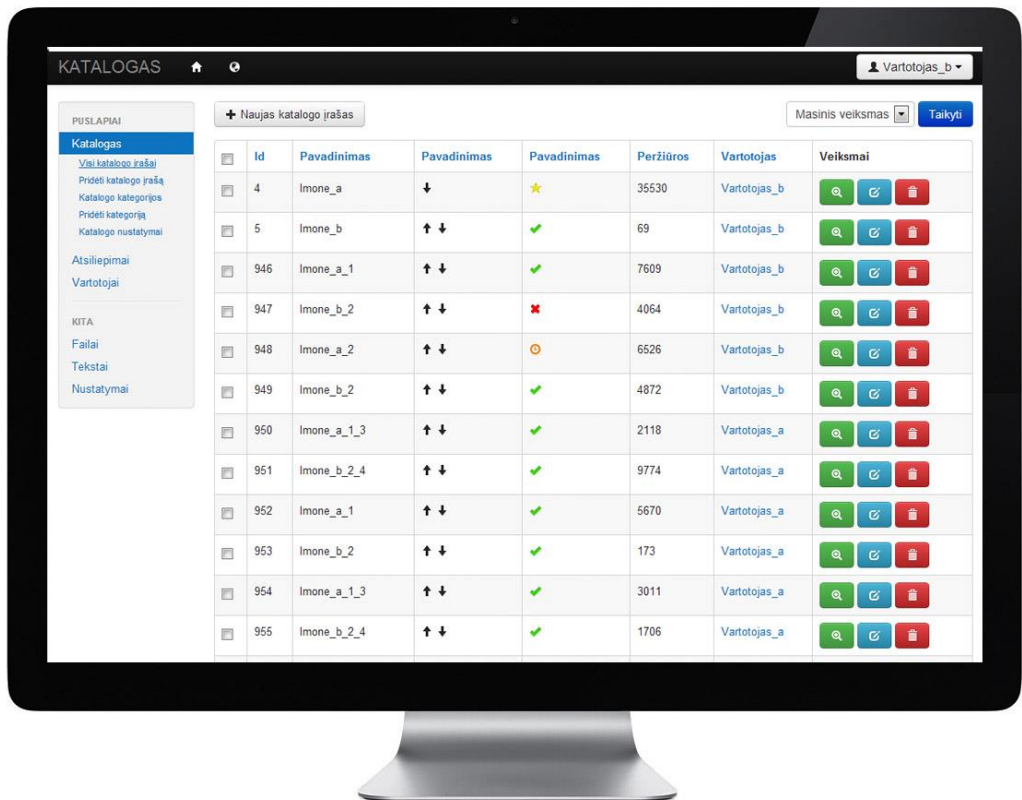 KATALOGAS
Vartotojas_b
PUSLAPIAI
Katalogas
Visi katalogo įrašai
Pridėti katalogo įrašą
Katalogo kategorijos
Pridėti kategoriją
Katalogo nustatymai
Atsiliepimai
Vartotojai
KITA
Failai
Tekstai
Nustatymai
Naujas katalogo įrašas
Masinis veiksmas Taikyti
Id Pavadinimas Pavadinimas Pavadinimas Peržiūros Vartotojas Veiksmai
4 Imone_a 35530 Vartotojas_b
5 Imone_b 69 Vartotojas_b
946 Imone_a_1 7609 Vartotojas_b
947 Imone_b_2 4064 Vartotojas_b
948 Imone_a_2 6526 Vartotojas_b
949 Imone_b_2 4872 Vartotojas_b
950 Imone_a_1_3 2118 Vartotojas_a
951 Imone_b_2_4 9774 Vartotojas_a
952 Imone_a_1 5670 Vartotojas_a
953 Imone_b_2 173 Vartotojas_a
954 Imone_a_1_3 3011 Vartotojas_a
955 Imone_b_2_4 1706 Vartotojas_a